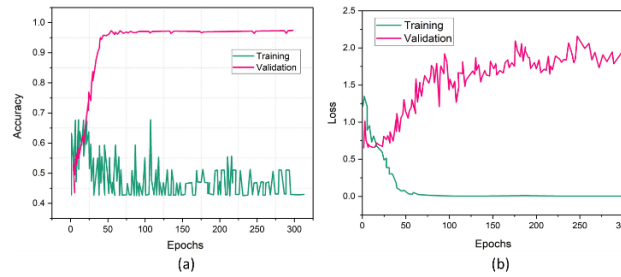 1.0
0.9
0.8
0.7
0.6
0.5
0.4
Accuracy
Training
Validation
0 50 100 150 200 250 300
Epochs
(a)
2.5
2.0
1.5
1.0
0.5
0.0
Loss
Training
Validation
0 50 100 150 200 250 300
Epochs
(b)